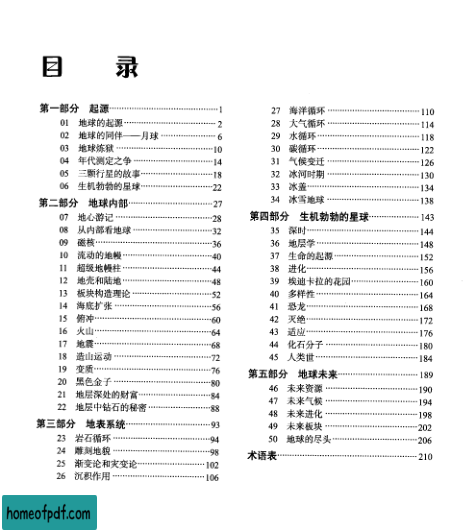 目 录
第一部分 起源 1
01 地球的起源 2
02 地球的同伴——月球 6
03 地球炼狱 10
04 年代测定之争 14
05 三颗行星的故事 18
06 生机勃勃的星球 22
第二部分 地球内部 27
07 地心游记 28
08 从内部看地球 32
09 磁核 36
10 流动的地幔 40
11 超级地幔柱 44
12 地壳和陆地 48
13 板块构造理论 52
14 海底扩张 56
15 俯冲 60
16 火山 64
17 地震 68
18 造山运动 72
19 变质 76
20 黑色金子 80
21 地层深处的财富 84
22 地层中钻石的秘密 88
第三部分 地表系统 93
23 岩石循环 94
24 雕刻地貌 98
25 渐变论和灾变论 102
26 沉积作用 106
27 海洋循环 110
28 大气循环 114
29 水循环 118
30 碳循环 122
31 气候变迁 126
32 冰河时期 130
33 冰盖 134
34 冰雪地球 138
第四部分 生机勃勃的星球 143
35 深时 144
36 地层学 148
37 生命的起源 152
38 进化 156
39 埃迪卡拉的花园 160
40 多样性 164
41 恐龙 168
42 灭绝 172
43 适应 176
44 化石分子 180
45 人类世 184
第五部分 地球未来 189
46 未来资源 190
47 未来气候 194
48 未来进化 198
49 未来板块 202
50 地球的尽头 206
术语表 210
homeofpdf.com